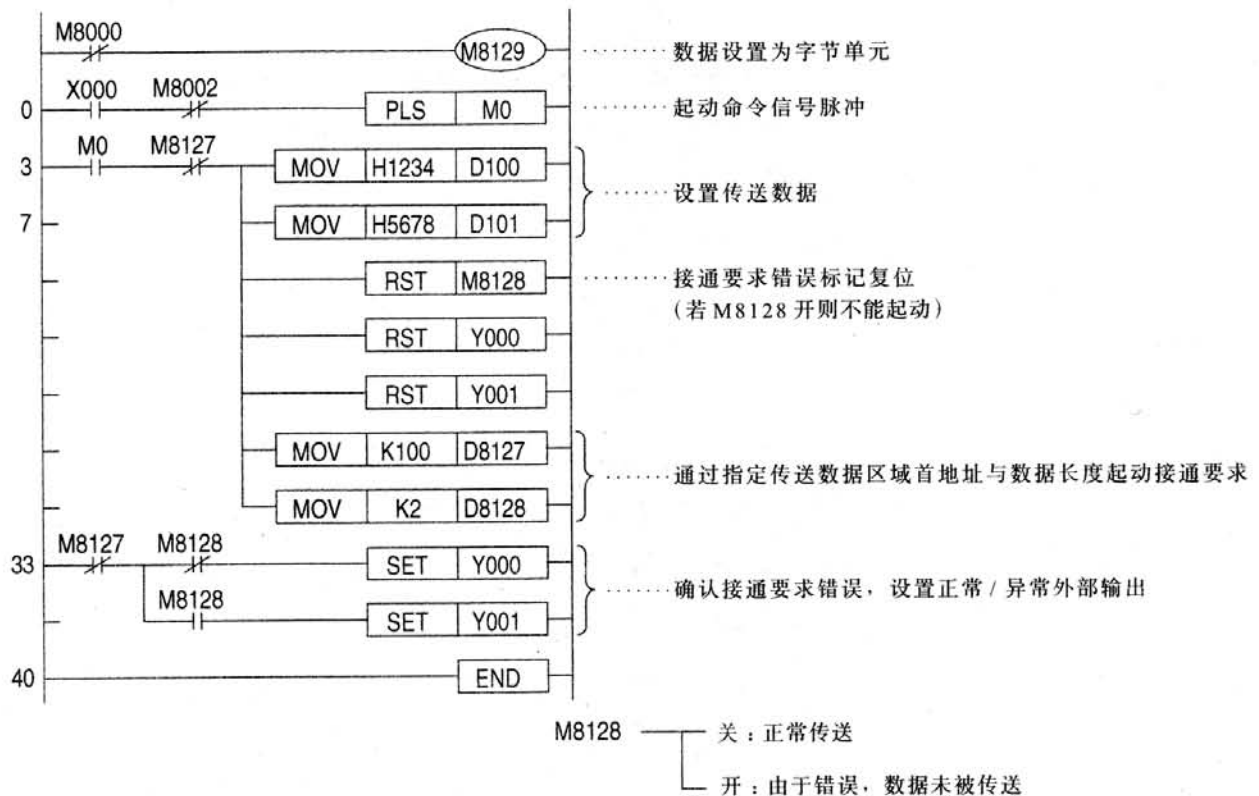 M8000
M8129 ········数据设置为字节单元
X000 M8002
0 PLS M0 ········起动命令信号脉冲
M0 M8127
3 MOV H1234 D100
········设置传送数据
7 MOV H5678 D101
RST M8128 ········接通要求错误标记复位
(若M8128开则不能起动)
RST Y000
RST Y001
MOV K100 D8127
········通过指定传送数据区域首地址与数据长度起动接通要求
MOV K2 D8128
M8127 M8128
33 SET Y000
········确认接通要求错误，设置正常/异常外部输出
M8128
SET Y001
40 END
M8128 关：正常传送
开：由于错误，数据未被传送